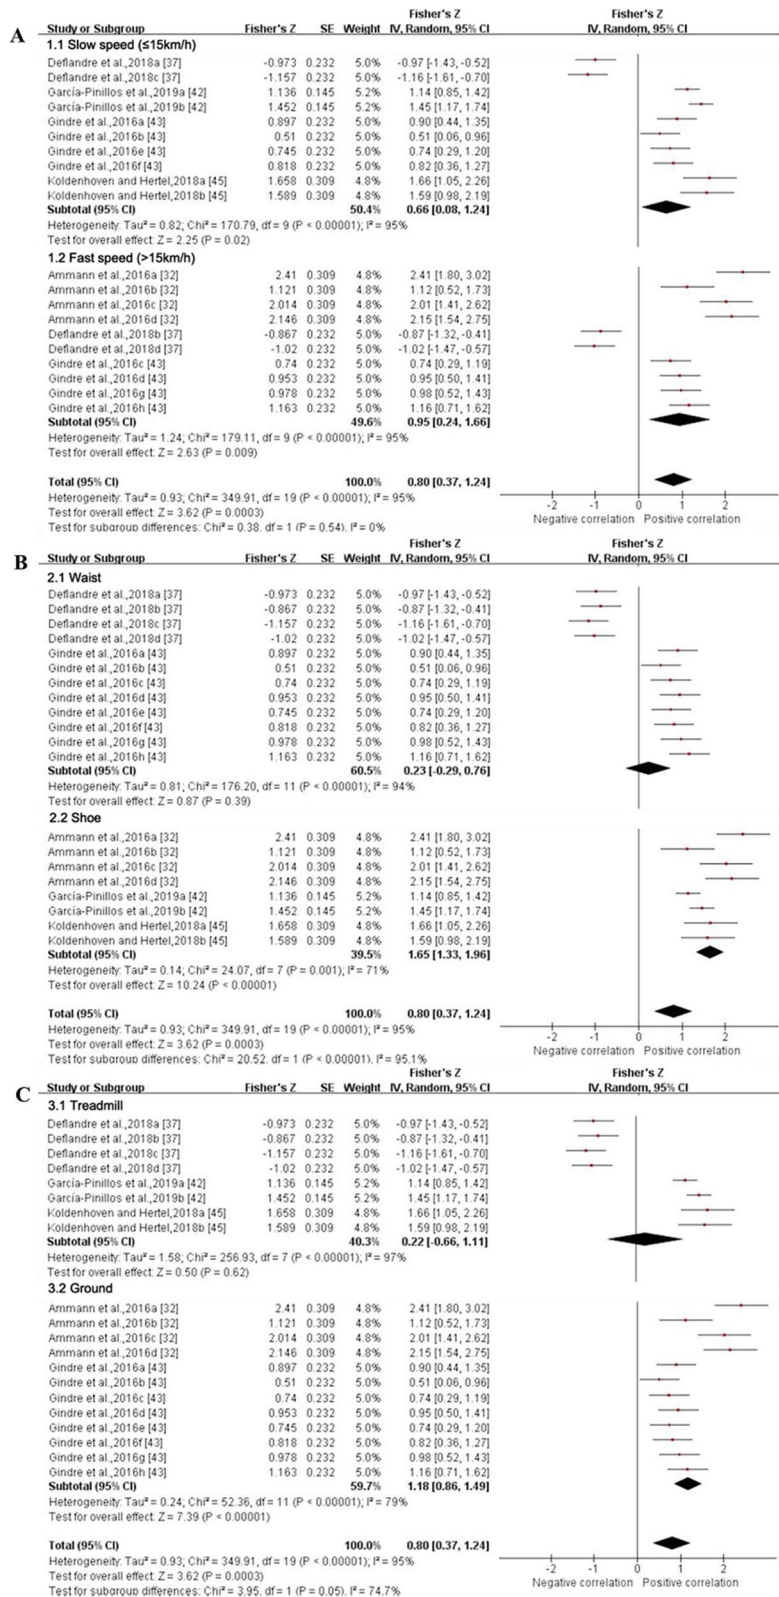 A
Fisher's Z Fisher's Z
Study or Subgroup Fisher's Z SE Weight IV, Random, 95% CI IV, Random, 95% CI
1.1 Slow speed (≤15km/h)
Deflandre et al.,2018a [37] -0.973 0.232 5.0% -0.97 [-1.43, -0.52]
Deflandre et al.,2018c [37] -1.157 0.232 5.0% -1.16 [-1.61, -0.70]
García-Pinillos et al.,2019a [42] 1.136 0.145 5.2% 1.14 [0.85, 1.42]
García-Pinillos et al.,2019b [42] 1.452 0.145 5.2% 1.45 [1.17, 1.74]
Gindre et al.,2016a [43] 0.897 0.232 5.0% 0.90 [0.44, 1.35]
Gindre et al.,2016b [43] 0.51 0.232 5.0% 0.51 [0.06, 0.96]
Gindre et al.,2016e [43] 0.745 0.232 5.0% 0.74 [0.29, 1.20]
Gindre et al.,2016f [43] 0.818 0.232 5.0% 0.82 [0.36, 1.27]
Koldenhoven and Hertel,2018a [45] 1.658 0.309 4.8% 1.66 [1.05, 2.26]
Koldenhoven and Hertel,2018b [45] 1.589 0.309 4.8% 1.59 [0.98, 2.19]
Subtotal (95% CI) 50.4% 0.66 [0.08, 1.24]
Heterogeneity: Tau² = 0.82; Chi² = 170.79, df = 9 (P < 0.00001); I² = 95%
Test for overall effect: Z = 2.25 (P = 0.02)
1.2 Fast speed (>15km/h)
Ammann et al.,2016a [32] 2.41 0.309 4.8% 2.41 [1.80, 3.02]
Ammann et al.,2016b [32] 1.121 0.309 4.8% 1.12 [0.52, 1.73]
Ammann et al.,2016c [32] 2.014 0.309 4.8% 2.01 [1.41, 2.62]
Ammann et al.,2016d [32] 2.146 0.309 4.8% 2.15 [1.54, 2.75]
Deflandre et al.,2018b [37] -0.867 0.232 5.0% -0.87 [-1.32, -0.41]
Deflandre et al.,2018d [37] -1.02 0.232 5.0% -1.02 [-1.47, -0.57]
Gindre et al.,2016c [43] 0.74 0.232 5.0% 0.74 [0.29, 1.19]
Gindre et al.,2016d [43] 0.953 0.232 5.0% 0.95 [0.50, 1.41]
Gindre et al.,2016g [43] 0.978 0.232 5.0% 0.98 [0.52, 1.43]
Gindre et al.,2016h [43] 1.163 0.232 5.0% 1.16 [0.71, 1.62]
Subtotal (95% CI) 49.6% 0.95 [0.24, 1.66]
Heterogeneity: Tau² = 1.24; Chi² = 179.11, df = 9 (P < 0.00001); I² = 95%
Test for overall effect: Z = 2.63 (P = 0.009)
Total (95% CI) 100.0% 0.80 [0.37, 1.24]
Heterogeneity: Tau² = 0.93; Chi² = 349.91, df = 19 (P < 0.00001); I² = 95%
Test for overall effect: Z = 3.62 (P = 0.0003)
Test for subgroup differences: Chi² = 0.38, df = 1 (P = 0.54), I² = 0%
-2 -1 0 1 2
Negative correlation Positive correlation
B
Fisher's Z Fisher's Z
Study or Subgroup Fisher's Z SE Weight IV, Random, 95% CI IV, Random, 95% CI
2.1 Waist
Deflandre et al.,2018a [37] -0.973 0.232 5.0% -0.97 [-1.43, -0.52]
Deflandre et al.,2018b [37] -0.867 0.232 5.0% -0.87 [-1.32, -0.41]
Deflandre et al.,2018c [37] -1.157 0.232 5.0% -1.16 [-1.61, -0.70]
Deflandre et al.,2018d [37] -1.02 0.232 5.0% -1.02 [-1.47, -0.57]
Gindre et al.,2016a [43] 0.897 0.232 5.0% 0.90 [0.44, 1.35]
Gindre et al.,2016b [43] 0.51 0.232 5.0% 0.51 [0.06, 0.96]
Gindre et al.,2016c [43] 0.74 0.232 5.0% 0.74 [0.29, 1.19]
Gindre et al.,2016d [43] 0.953 0.232 5.0% 0.95 [0.50, 1.41]
Gindre et al.,2016e [43] 0.745 0.232 5.0% 0.74 [0.29, 1.20]
Gindre et al.,2016f [43] 0.818 0.232 5.0% 0.82 [0.36, 1.27]
Gindre et al.,2016g [43] 0.978 0.232 5.0% 0.98 [0.52, 1.43]
Gindre et al.,2016h [43] 1.163 0.232 5.0% 1.16 [0.71, 1.62]
Subtotal (95% CI) 60.5% 0.23 [-0.29, 0.76]
Heterogeneity: Tau² = 0.81; Chi² = 176.20, df = 11 (P < 0.00001); I² = 94%
Test for overall effect: Z = 0.87 (P = 0.39)
2.2 Shoe
Ammann et al.,2016a [32] 2.41 0.309 4.8% 2.41 [1.80, 3.02]
Ammann et al.,2016b [32] 1.121 0.309 4.8% 1.12 [0.52, 1.73]
Ammann et al.,2016c [32] 2.014 0.309 4.8% 2.01 [1.41, 2.62]
Ammann et al.,2016d [32] 2.146 0.309 4.8% 2.15 [1.54, 2.75]
García-Pinillos et al.,2019a [42] 1.136 0.145 5.2% 1.14 [0.85, 1.42]
García-Pinillos et al.,2019b [42] 1.452 0.145 5.2% 1.45 [1.17, 1.74]
Koldenhoven and Hertel,2018a [45] 1.658 0.309 4.8% 1.66 [1.05, 2.26]
Koldenhoven and Hertel,2018b [45] 1.589 0.309 4.8% 1.59 [0.98, 2.19]
Subtotal (95% CI) 39.5% 1.65 [1.33, 1.96]
Heterogeneity: Tau² = 0.14; Chi² = 24.07, df = 7 (P = 0.001); I² = 71%
Test for overall effect: Z = 10.24 (P < 0.00001)
Total (95% CI) 100.0% 0.80 [0.37, 1.24]
Heterogeneity: Tau² = 0.93; Chi² = 349.91, df = 19 (P < 0.00001); I² = 95%
Test for overall effect: Z = 3.62 (P = 0.0003)
Test for subgroup differences: Chi² = 20.52, df = 1 (P < 0.00001), I² = 95.1%
-2 -1 0 1 2
Negative correlation Positive correlation
C
Fisher's Z Fisher's Z
Study or Subgroup Fisher's Z SE Weight IV, Random, 95% CI IV, Random, 95% CI
3.1 Treadmill
Deflandre et al.,2018a [37] -0.973 0.232 5.0% -0.97 [-1.43, -0.52]
Deflandre et al.,2018b [37] -0.867 0.232 5.0% -0.87 [-1.32, -0.41]
Deflandre et al.,2018c [37] -1.157 0.232 5.0% -1.16 [-1.61, -0.70]
Deflandre et al.,2018d [37] -1.02 0.232 5.0% -1.02 [-1.47, -0.57]
García-Pinillos et al.,2019a [42] 1.136 0.145 5.2% 1.14 [0.85, 1.42]
García-Pinillos et al.,2019b [42] 1.452 0.145 5.2% 1.45 [1.17, 1.74]
Koldenhoven and Hertel,2018a [45] 1.658 0.309 4.8% 1.66 [1.05, 2.26]
Koldenhoven and Hertel,2018b [45] 1.589 0.309 4.8% 1.59 [0.98, 2.19]
Subtotal (95% CI) 40.3% 0.22 [-0.66, 1.11]
Heterogeneity: Tau² = 1.58; Chi² = 256.93, df = 7 (P < 0.00001); I² = 97%
Test for overall effect: Z = 0.50 (P = 0.62)
3.2 Ground
Ammann et al.,2016a [32] 2.41 0.309 4.8% 2.41 [1.80, 3.02]
Ammann et al.,2016b [32] 1.121 0.309 4.8% 1.12 [0.52, 1.73]
Ammann et al.,2016c [32] 2.014 0.309 4.8% 2.01 [1.41, 2.62]
Ammann et al.,2016d [32] 2.146 0.309 4.8% 2.15 [1.54, 2.75]
Gindre et al.,2016a [43] 0.897 0.232 5.0% 0.90 [0.44, 1.35]
Gindre et al.,2016b [43] 0.51 0.232 5.0% 0.51 [0.06, 0.96]
Gindre et al.,2016c [43] 0.74 0.232 5.0% 0.74 [0.29, 1.19]
Gindre et al.,2016d [43] 0.953 0.232 5.0% 0.95 [0.50, 1.41]
Gindre et al.,2016e [43] 0.745 0.232 5.0% 0.74 [0.29, 1.20]
Gindre et al.,2016f [43] 0.818 0.232 5.0% 0.82 [0.36, 1.27]
Gindre et al.,2016g [43] 0.978 0.232 5.0% 0.98 [0.52, 1.43]
Gindre et al.,2016h [43] 1.163 0.232 5.0% 1.16 [0.71, 1.62]
Subtotal (95% CI) 59.7% 1.18 [0.86, 1.49]
Heterogeneity: Tau² = 0.24; Chi² = 52.36, df = 11 (P < 0.00001); I² = 79%
Test for overall effect: Z = 7.39 (P < 0.00001)
Total (95% CI) 100.0% 0.80 [0.37, 1.24]
Heterogeneity: Tau² = 0.93; Chi² = 349.91, df = 19 (P < 0.00001); I² = 95%
Test for overall effect: Z = 3.62 (P = 0.0003)
Test for subgroup differences: Chi² = 3.95, df = 1 (P = 0.05), I² = 74.7%
-2 -1 0 1 2
Negative correlation Positive correlation